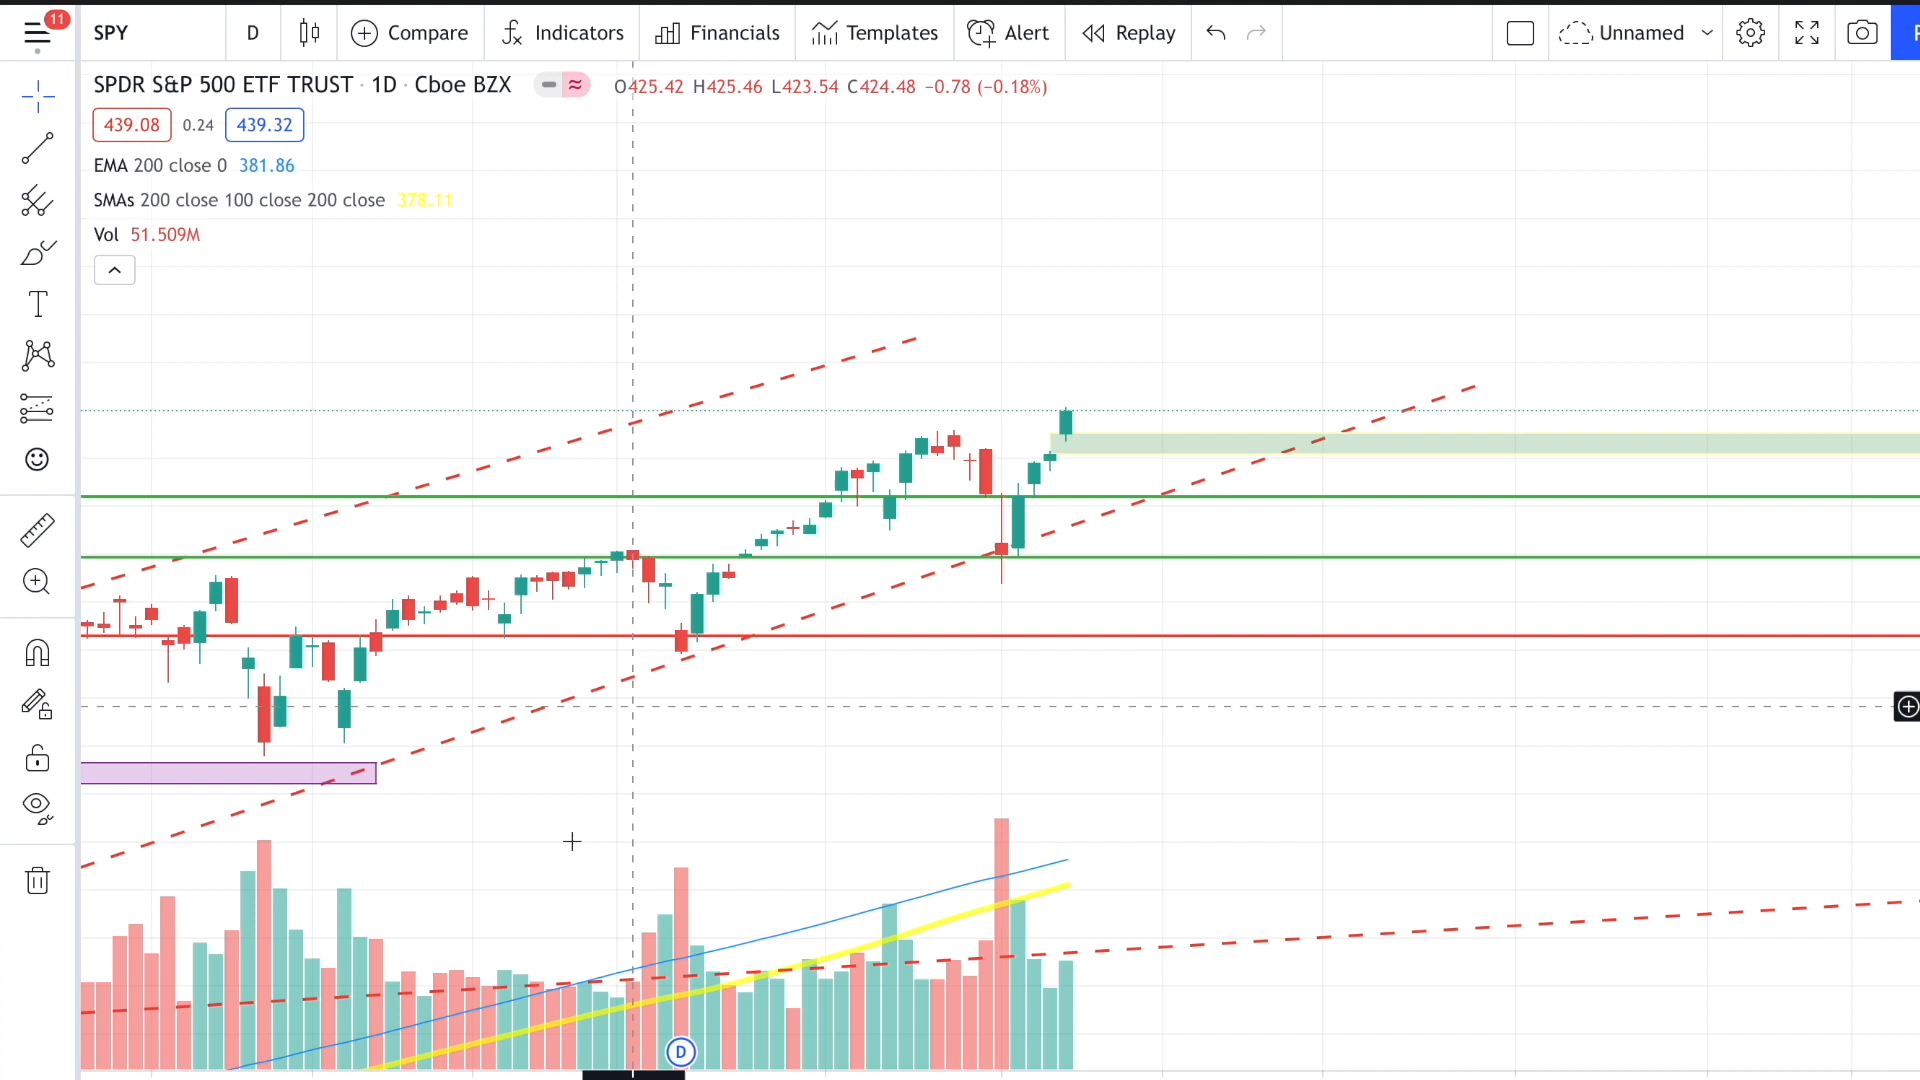 11
SPY D Compare Indicators Financials Templates Alert Replay Unnamed
SPDR S&P 500 ETF TRUST · 1D · Cboe BZX O425.42 H425.46 L423.54 C424.48 −0.78 (−0.18%)
439.08 0.24 439.32
EMA 200 close 0 381.86
SMAs 200 close 100 close 200 close 378.11
Vol 51.509M
D